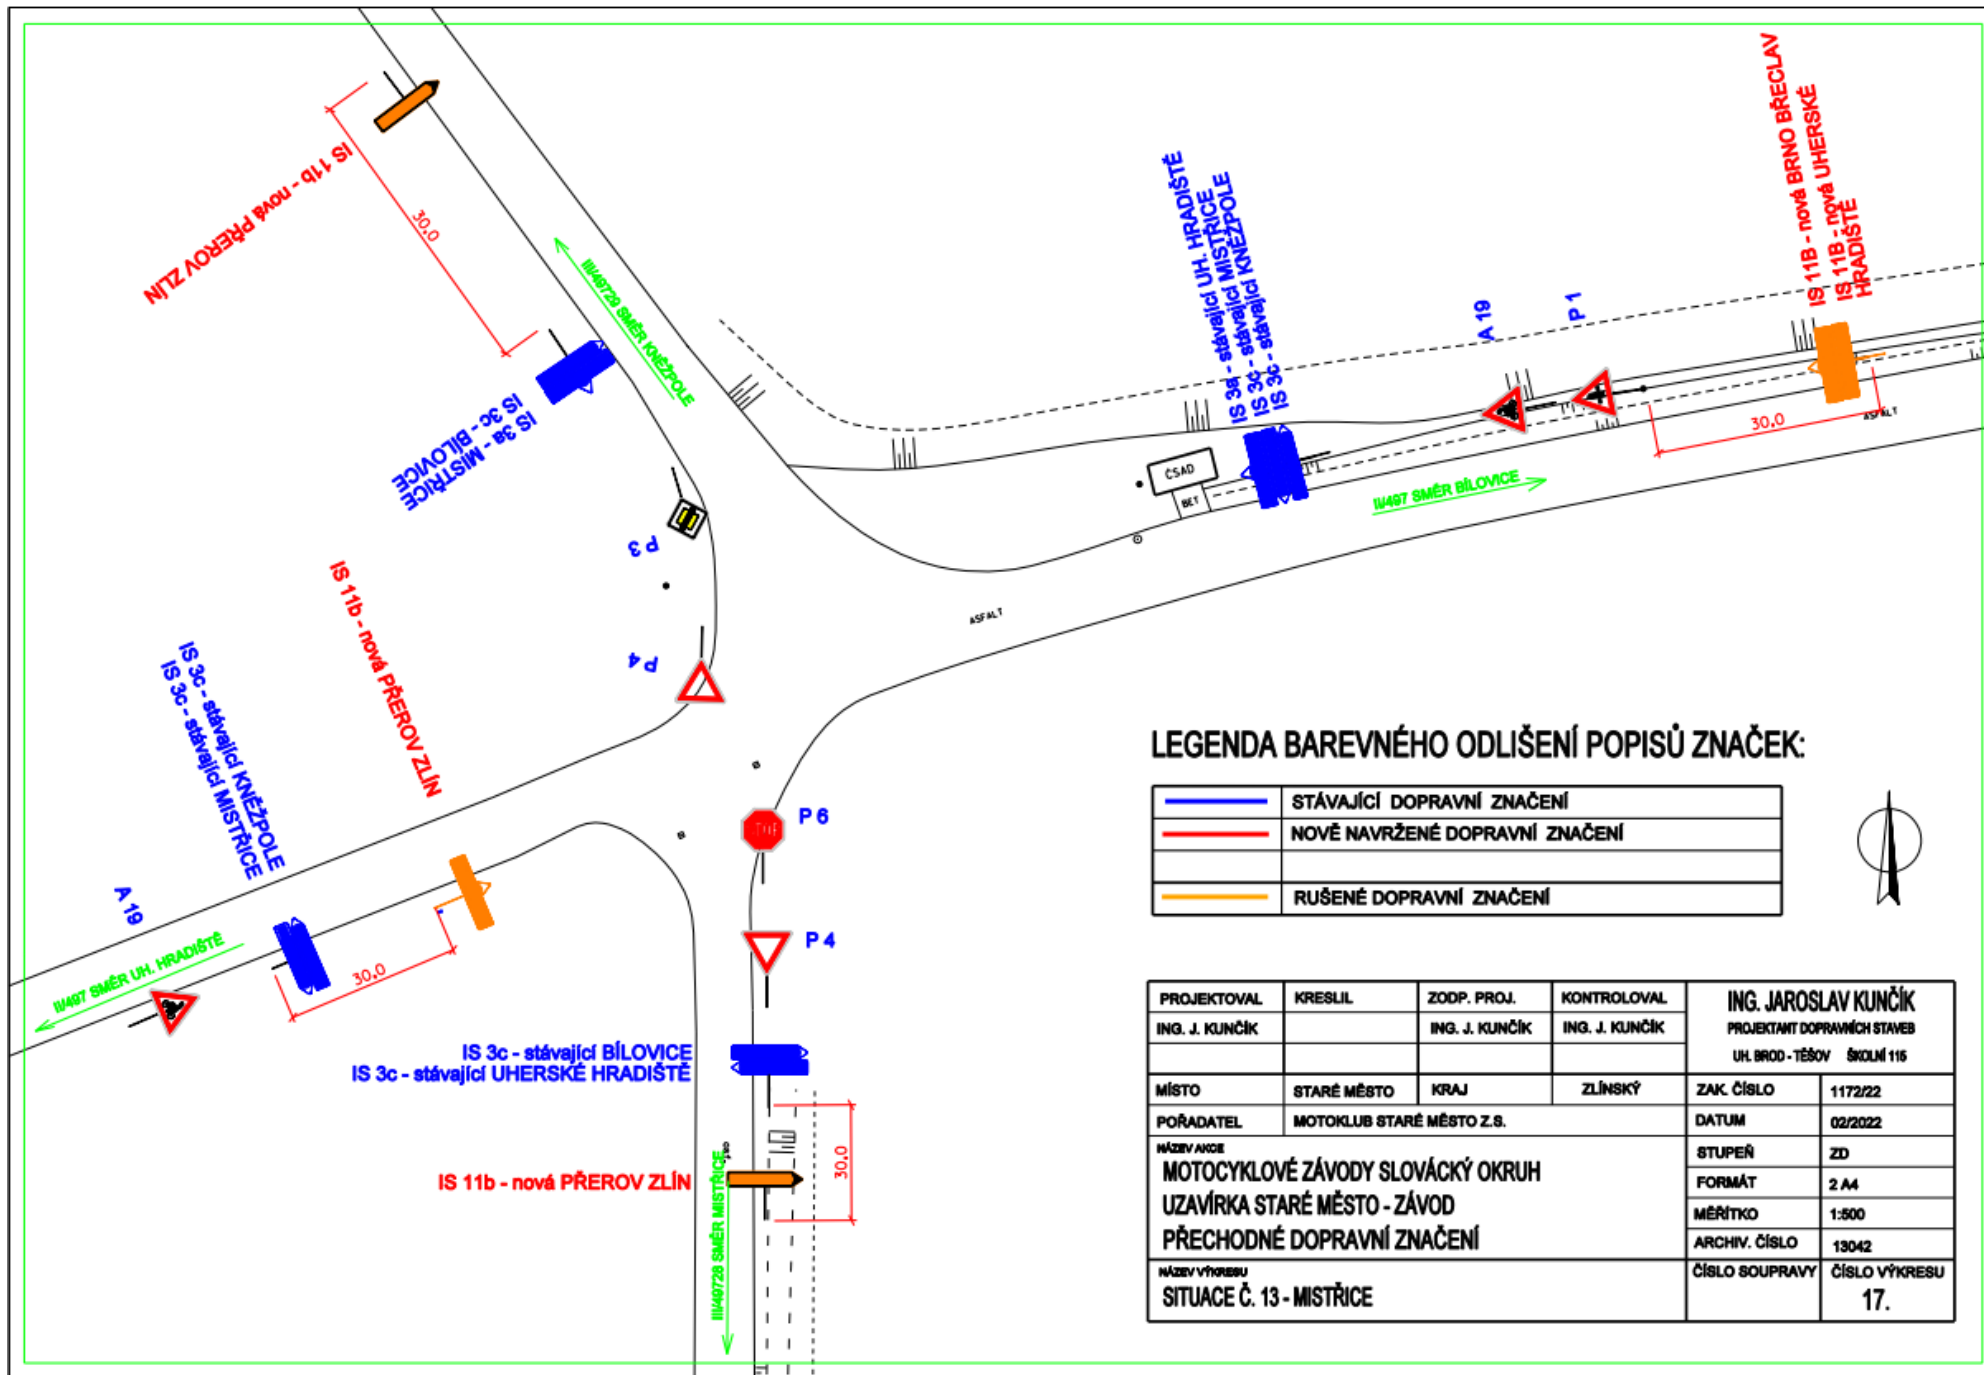 IS 11b - nová PŘEROV ZLÍN
30.0
III/49729 SMĚR KNĚŽPOLE
IS 3a - MISTŘICE
IS 3c - BÍLOVICE
P 3
P 4
IS 3a - stávající UH. HRADIŠTĚ
IS 3c - stávající MISTŘICE
IS 3c - stávající KNĚZPOLE
A 19
P 1
IS 11B - nová BRNO BŘECLAV
IS 11B - nová UHERSKÉ
HRADIŠTĚ
30.0
ASFALT
ČSAD
BET
II/497 SMĚR BÍLOVICE
ASFALT
IS 11b - nová PŘEROV ZLÍN
IS 3c - stávající KNĚŽPOLE
IS 3c - stávající MISTŘICE
A 19
II/497 SMĚR UH. HRADIŠTĚ
30.0
P 6
P 4
IS 3c - stávající BÍLOVICE
IS 3c - stávající UHERSKÉ HRADIŠTĚ
IS 11b - nová PŘEROV ZLÍN
30.0
III/49728 SMĚR MISTŘICE
LEGENDA BAREVNÉHO ODLIŠENÍ POPISŮ ZNAČEK:
STÁVAJÍCÍ DOPRAVNÍ ZNAČENÍ
NOVĚ NAVRŽENÉ DOPRAVNÍ ZNAČENÍ
RUŠENÉ DOPRAVNÍ ZNAČENÍ
PROJEKTOVAL KRESLIL ZODP. PROJ. KONTROLOVAL
ING. J. KUNČÍK ING. J. KUNČÍK ING. J. KUNČÍK
ING. JAROSLAV KUNČÍK
PROJEKTANT DOPRAVNÍCH STAVEB
UH. BROD - TĚŠOV ŠKOLNÍ 115
MÍSTO STARÉ MĚSTO KRAJ ZLÍNSKÝ
ZAK. ČÍSLO 1172/22
POŘADATEL MOTOKLUB STARÉ MĚSTO Z.S.
DATUM 02/2022
NÁZEV AKCE
MOTOCYKLOVÉ ZÁVODY SLOVÁCKÝ OKRUH
UZAVÍRKA STARÉ MĚSTO - ZÁVOD
PŘECHODNÉ DOPRAVNÍ ZNAČENÍ
STUPEŇ ZD
FORMÁT 2 A4
MĚŘÍTKO 1:500
ARCHIV. ČÍSLO 13042
NÁZEV VÝKRESU
SITUACE Č. 13 - MISTŘICE
ČÍSLO SOUPRAVY ČÍSLO VÝKRESU
17.